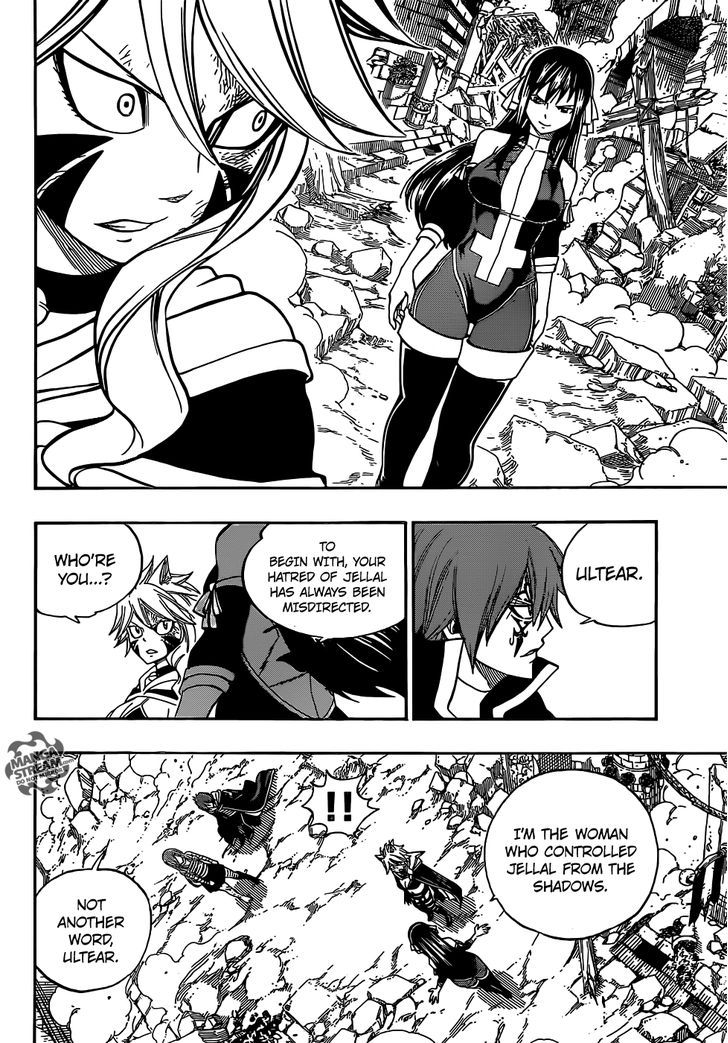 ULTEAR.
TO
BEGIN WITH, YOUR
HATRED OF JELLAL
HAS ALWAYS BEEN
MISDIRECTED.
WHO'RE
YOU...?
!!
I'M THE WOMAN
WHO CONTROLLED
JELLAL FROM THE
SHADOWS.
NOT
ANOTHER
WORD,
ULTEAR.
MANGA
STREAM